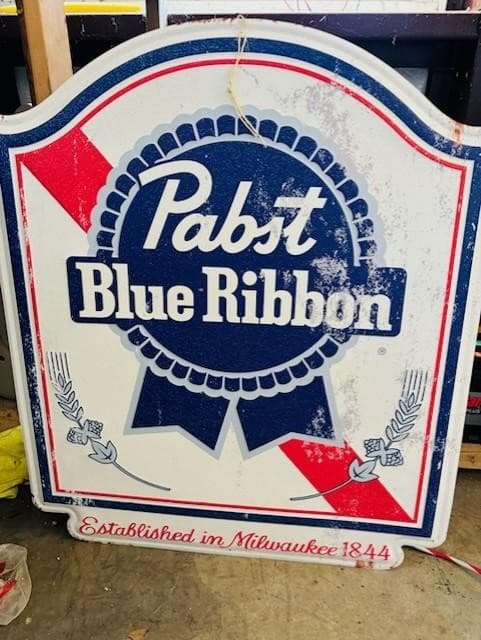 Pabst
Blue Ribbon
®
Established in Milwaukee 1844